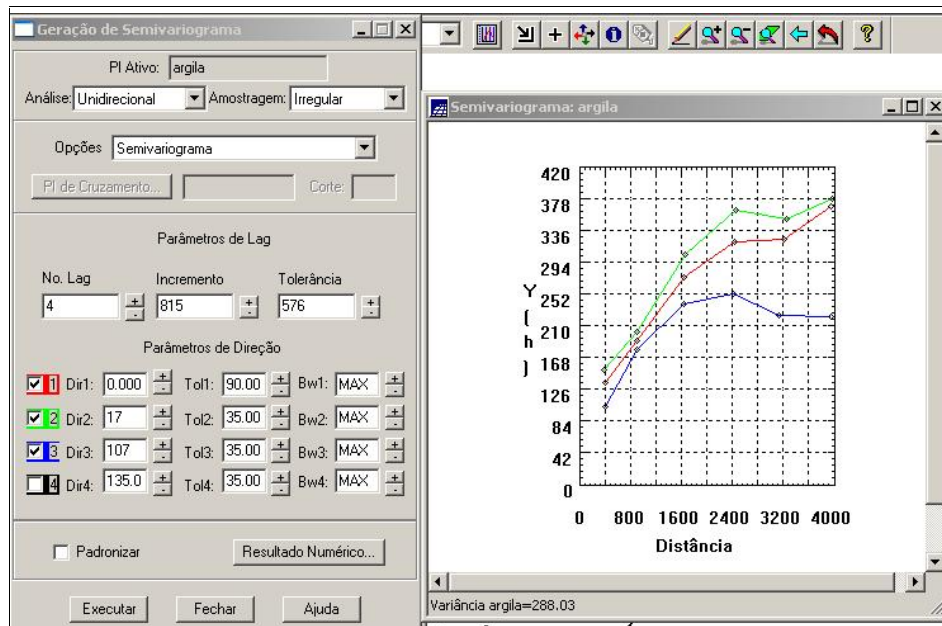 Geração de Semivariograma
PI Ativo: argila
Análise: Unidirecional Amostragem: Irregular
Opções Semivariograma
PI de Cruzamento... Corte:
Parâmetros de Lag
No. Lag Incremento Tolerância
4 815 576
Parâmetros de Direção
1 Dir1: 0.000 Tol1: 90.00 Bw1: MAX
2 Dir2: 17 Tol2: 35.00 Bw2: MAX
3 Dir3: 107 Tol3: 35.00 Bw3: MAX
4 Dir4: 135.0 Tol4: 35.00 Bw4: MAX
Padronizar Resultado Numérico...
Executar Fechar Ajuda
Semivariograma: argila
420
378
336
294
252
210
168
126
84
42
0
Y(h)
0 800 1600 2400 3200 4000
Distância
Variância argila=288.03